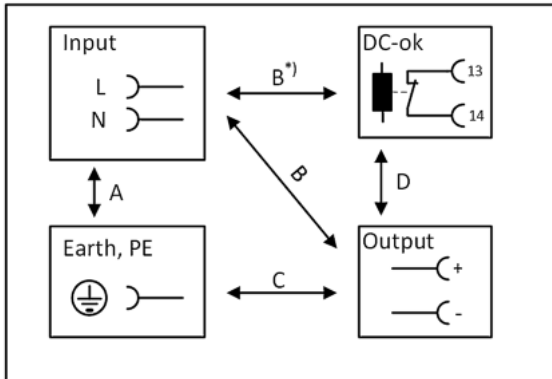 Input
L
N
B*)
DC-ok
13
14
A
B
D
Earth, PE
C
Output
+
-